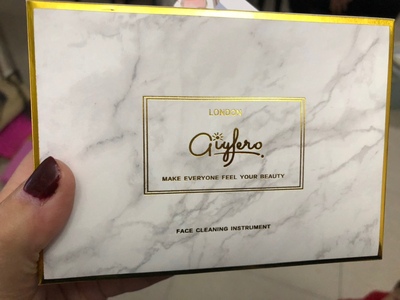 LONDON
Aiyfero
MAKE EVERYONE FEEL YOUR BEAUTY
FACE CLEANING INSTRUMENT